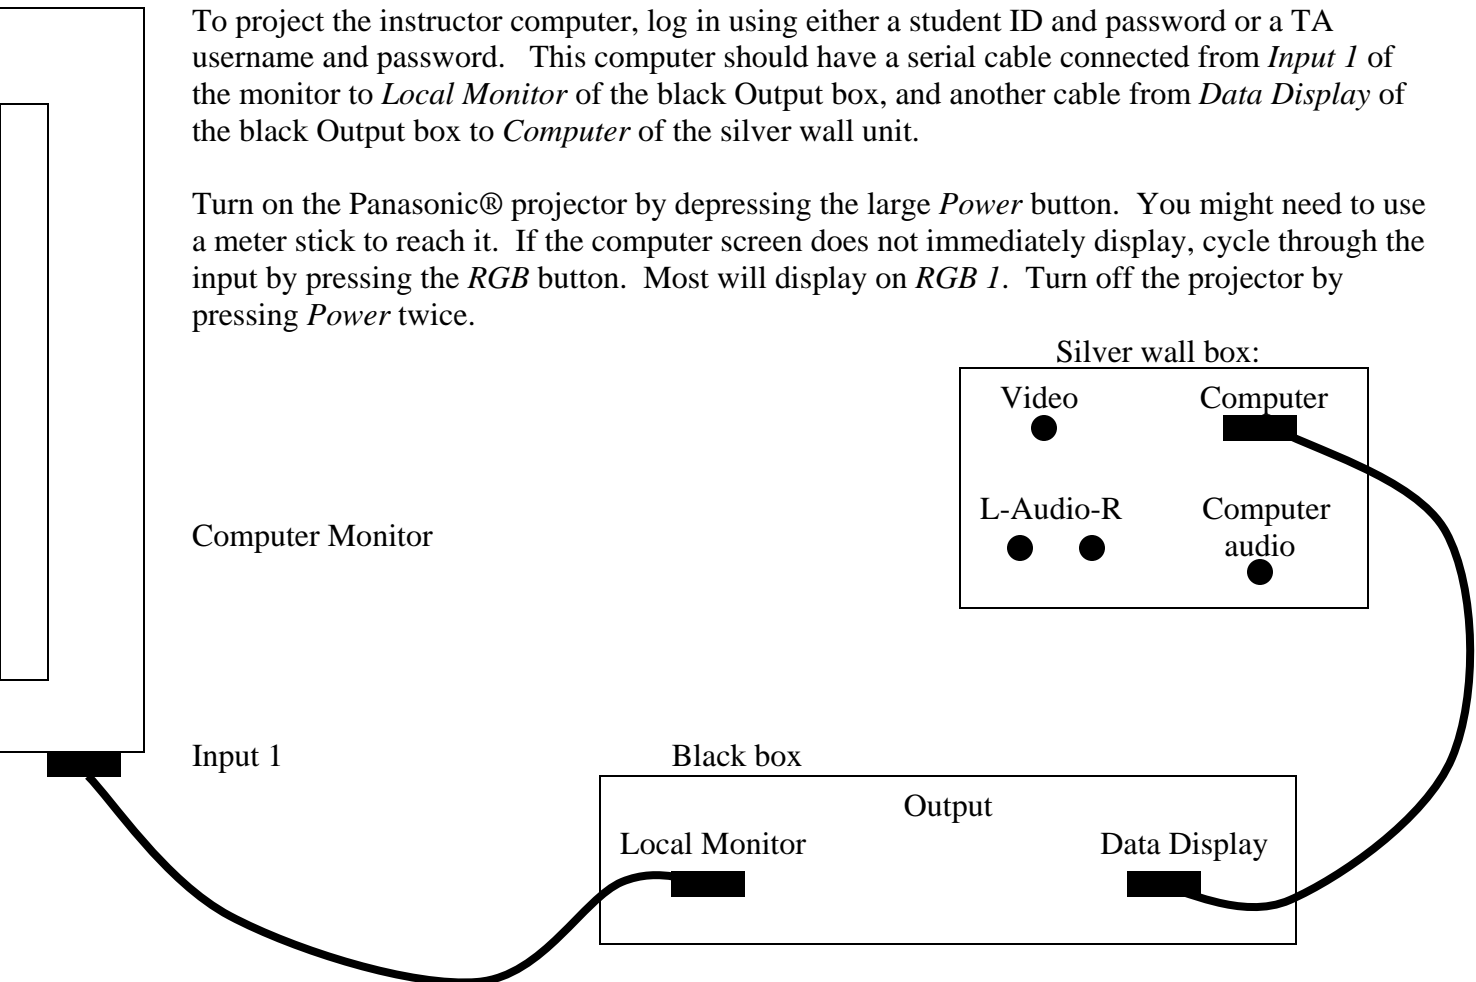 To project the instructor computer, log in using either a student ID and password or a TA
username and password.   This computer should have a serial cable connected from Input 1 of
the monitor to Local Monitor of the black Output box, and another cable from Data Display of
the black Output box to Computer of the silver wall unit.
Turn on the Panasonic® projector by depressing the large Power button.  You might need to use
a meter stick to reach it.  If the computer screen does not immediately display, cycle through the
input by pressing the RGB button.  Most will display on RGB 1.  Turn off the projector by
pressing Power twice.
Silver wall box:
Video
Computer
L-Audio-R
Computer
audio
Computer Monitor
Input 1
Black box
Output
Local Monitor
Data Display